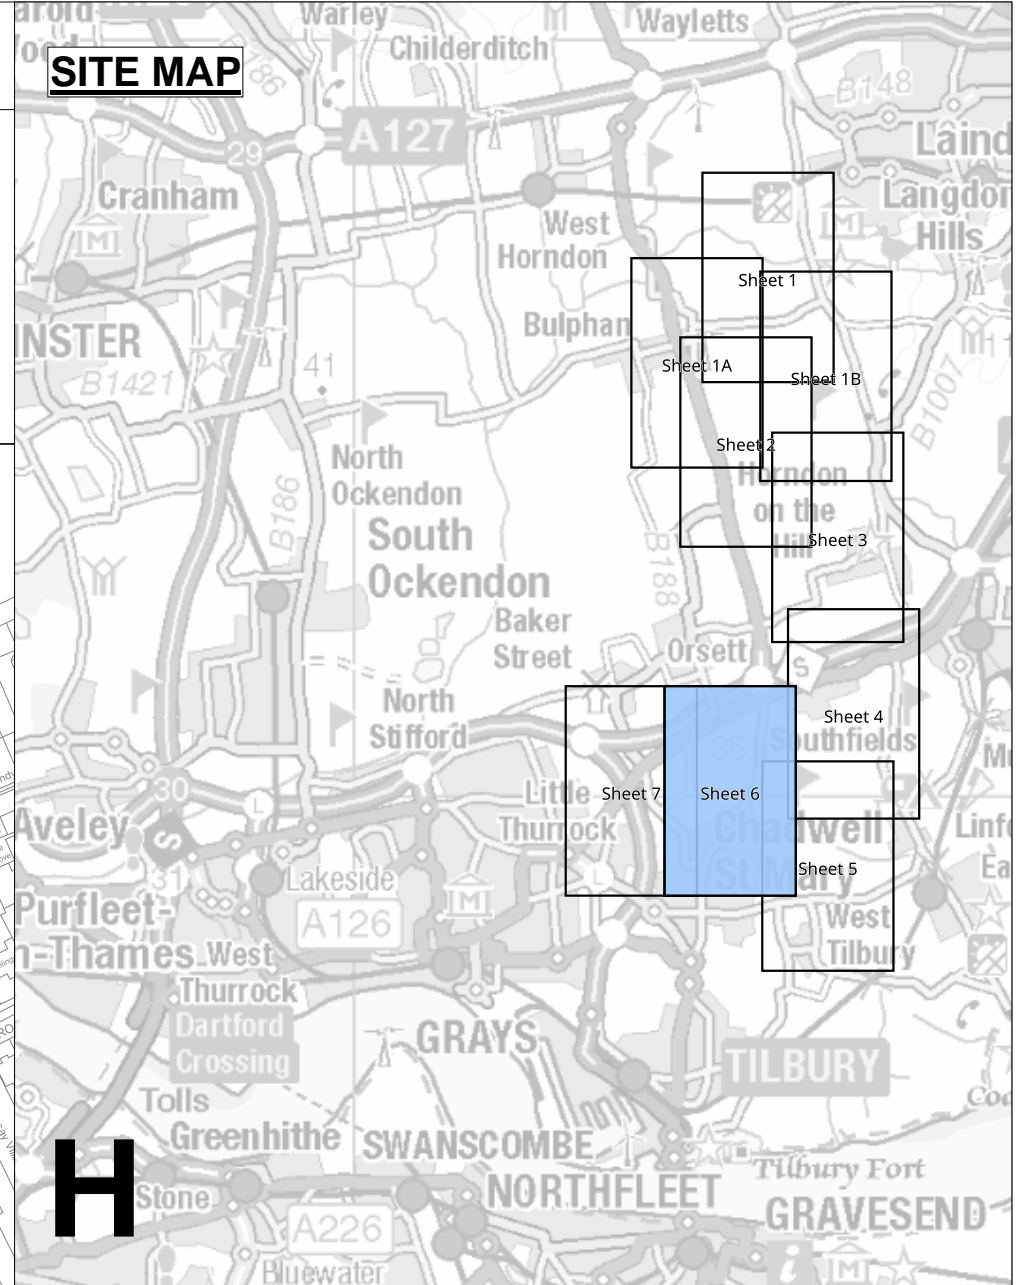 SITE MAP
Warley
Wayletts
Childerditch
B186
B148
A127
29
Cranham
Langdon
Hills
West
Horndon
Sheet 1
Bulphan
B1421
41
Sheet 1A
Sheet 1B
B1007
Sheet 2
North
Ockendon
B186
Horndon
on the
Hill
South
Ockendon
B188
Sheet 3
Baker
Street
Orsett
S
North
Stifford
Sheet 4
Southfields
30
L
Little
Thurrock
Sheet 7
Sheet 6
Aveley
S
Chadwell
St Mary
31
Lakeside
L
Sheet 5
Purfleet-
n-Thames
A126
West
Tilbury
West
Thurrock
Dartford
Crossing
GRAYS
TILBURY
Tolls
Greenhithe
SWANSCOMBE
Tilbury Fort
H
Stone
NORTHFLEET
GRAVESEND
A226
Bluewater